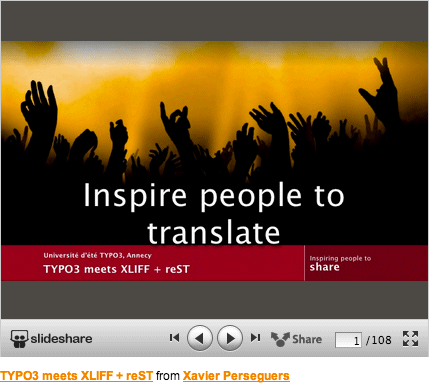 Inspire people to
translate
Université d'été TYPO3, Annecy
TYPO3 meets XLIFF + reST
Inspiring people to
share
slideshare
Share
1 /108
TYPO3 meets XLIFF + reST from Xavier Perseguers